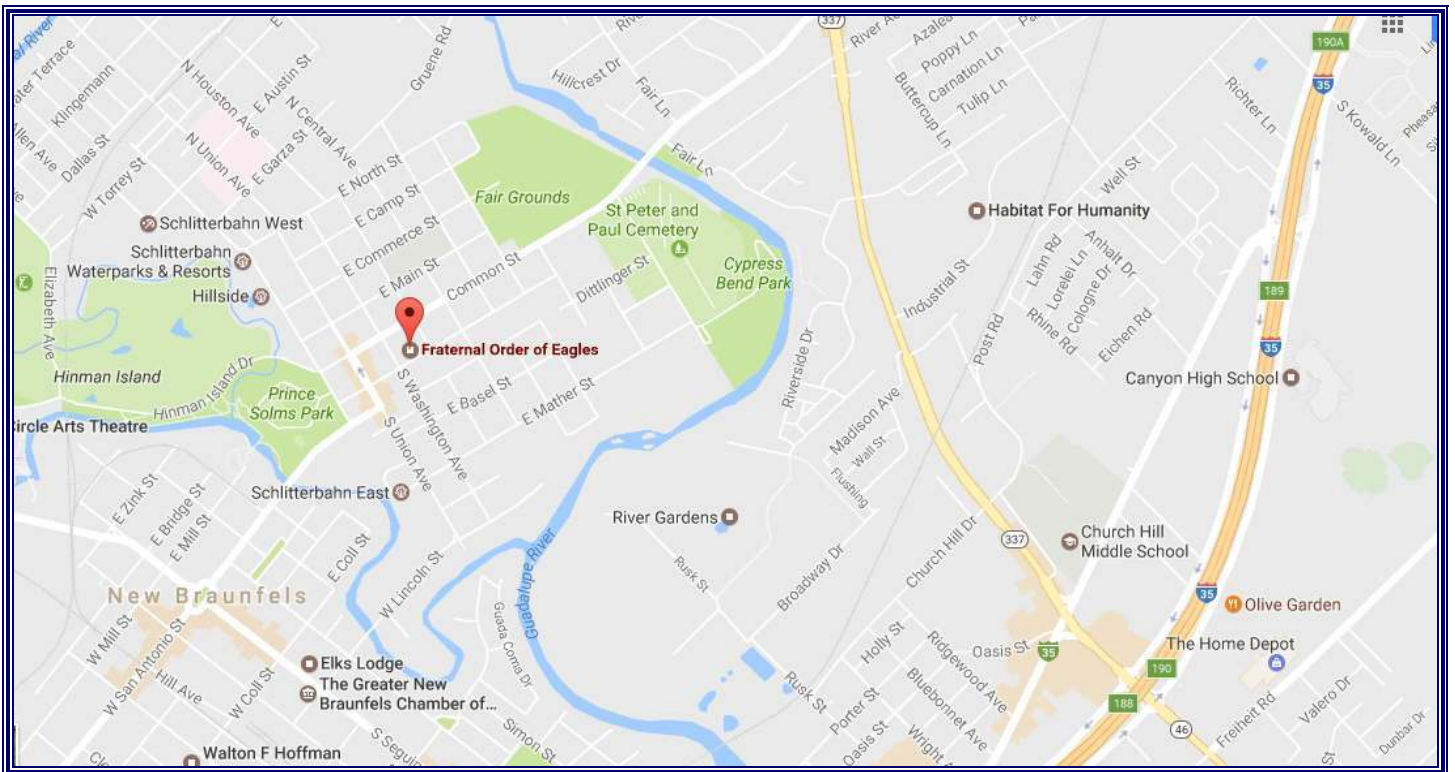 337
190A
35
River
Azalea
Poppy Ln
Carnation Ln
Tulip Ln
Buttercup Ln
Richter Ln
S Kowald Ln
Gruene Rd
Hillcrest Dr
Fair Ln
Klingemann
Dallas St
W Torrey St
N Houston Ave
E Austin St
N Union Ave
E Garza St
N Central Ave
E North St
E Camp St
E Commerce St
E Main St
Common St
Fair Grounds
Fair Ln
St Peter and
Paul Cemetery
Cypress
Bend Park
Dittlinger St
Schlitterbahn West
Schlitterbahn
Waterparks & Resorts
Hillside
Elizabeth Ave
Habitat For Humanity
Well St
Anhalt Dr
Lahn Rd
Lorelei Ln
Cologne Dr
Rhine Rd
Eichen Rd
Industrial St
Post Rd
189
35
Fraternal Order of Eagles
Canyon High School
Hinman Island
Hinman Island Dr
Prince
Solms Park
S Washington Ave
E Basel St
E Mather St
S Union Ave
Riverside Dr
Madison Ave
Wall St
Flushing
ircle Arts Theatre
Schlitterbahn East
E Zink St
E Bridge St
E Mill St
E Coll St
W Lincoln St
River Gardens
Guadalupe River
Rusk St
Broadway Dr
Church Hill Dr
337
Church Hill
Middle School
New Braunfels
35
Olive Garden
The Home Depot
Guada Coma Dr
Holly St
Ridgewood Ave
Oasis St
35
190
188
46
W Mill St
W San Antonio St
Hill Ave
W Coll St
Elks Lodge
The Greater New
Braunfels Chamber of...
Rusk St
Porter St
Bluebonnet Ave
Oasis St
Wright
Freiheit Rd
Valero Dr
Dunbar Dr
St
Simon St
S Seguin
Walton F Hoffman